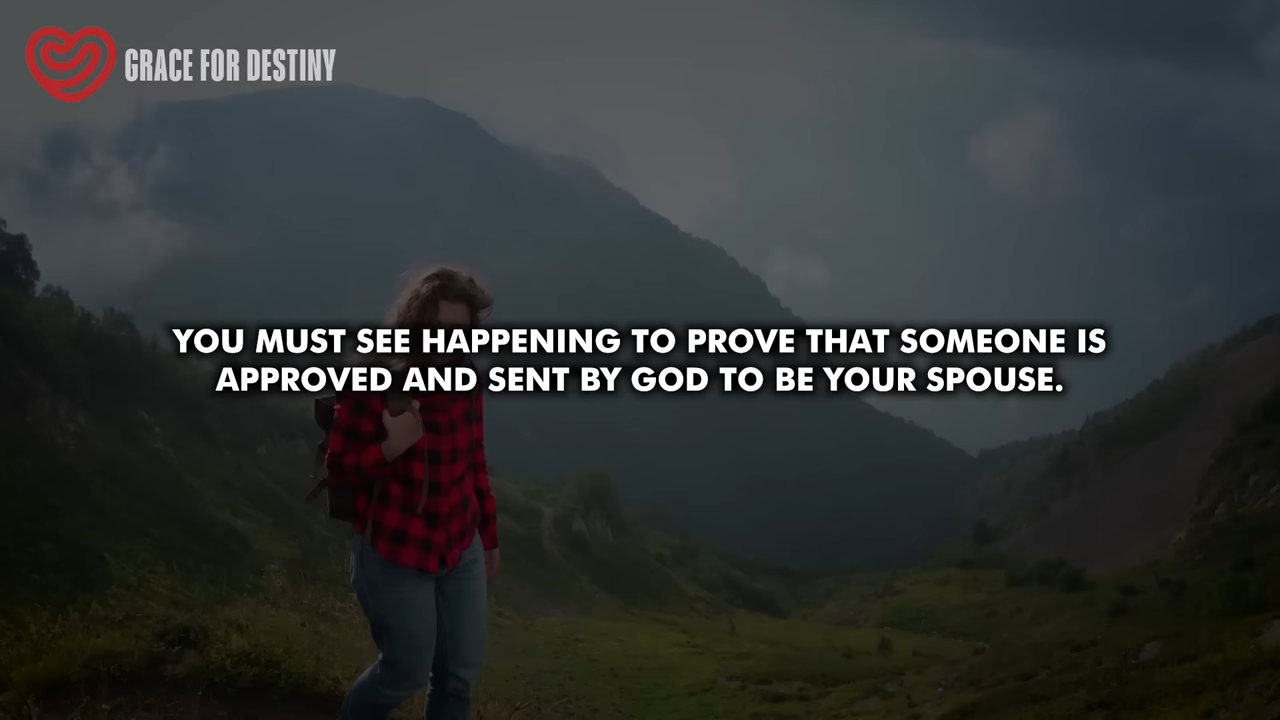 GRACE FOR DESTINY
YOU MUST SEE HAPPENING TO PROVE THAT SOMEONE IS
APPROVED AND SENT BY GOD TO BE YOUR SPOUSE.